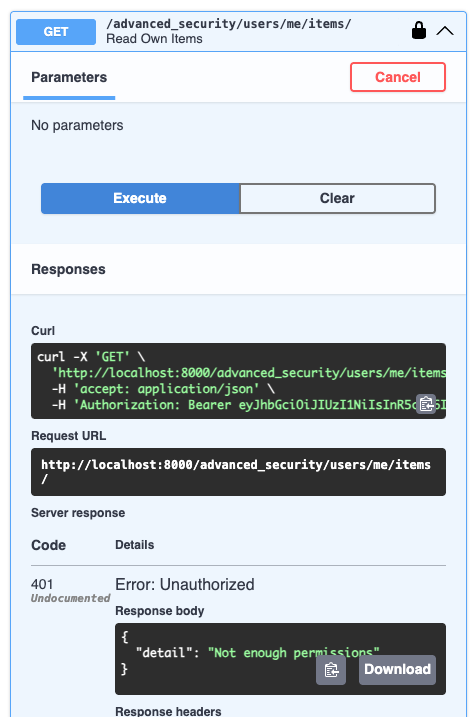 GET
/advanced_security/users/me/items/
Read Own Items
Parameters
Cancel
No parameters
Execute
Clear
Responses
Curl
curl -X 'GET' \
'http://localhost:8000/advanced_security/users/me/items
-H 'accept: application/json' \
-H 'Authorization: Bearer eyJhbGciOiJIUzI1NiIsInR5c
Request URL
http://localhost:8000/advanced_security/users/me/items
/
Server response
Code
Details
401
Undocumented
Error: Unauthorized
Response body
{
"detail": "Not enough permissions"
}
Download
Response headers